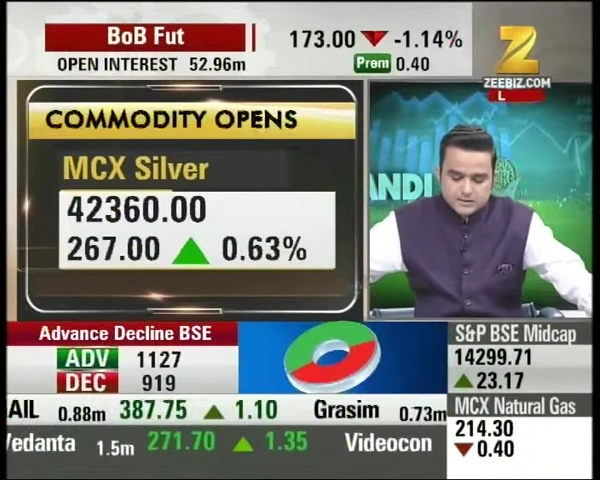 BoB Fut
OPEN INTEREST 52.96m
173.00 -1.14%
Prem 0.40
ZEEBIZ.COM
L
COMMODITY OPENS
MCX Silver
42360.00
267.00 0.63%
ANDI
Advance Decline BSE
ADV 1127
DEC 919
S&P BSE Midcap
14299.71
23.17
AIL 0.88m 387.75 1.10 Grasim 0.73m
Vedanta 1.5m 271.70 1.35 Videocon
MCX Natural Gas
214.30
0.40